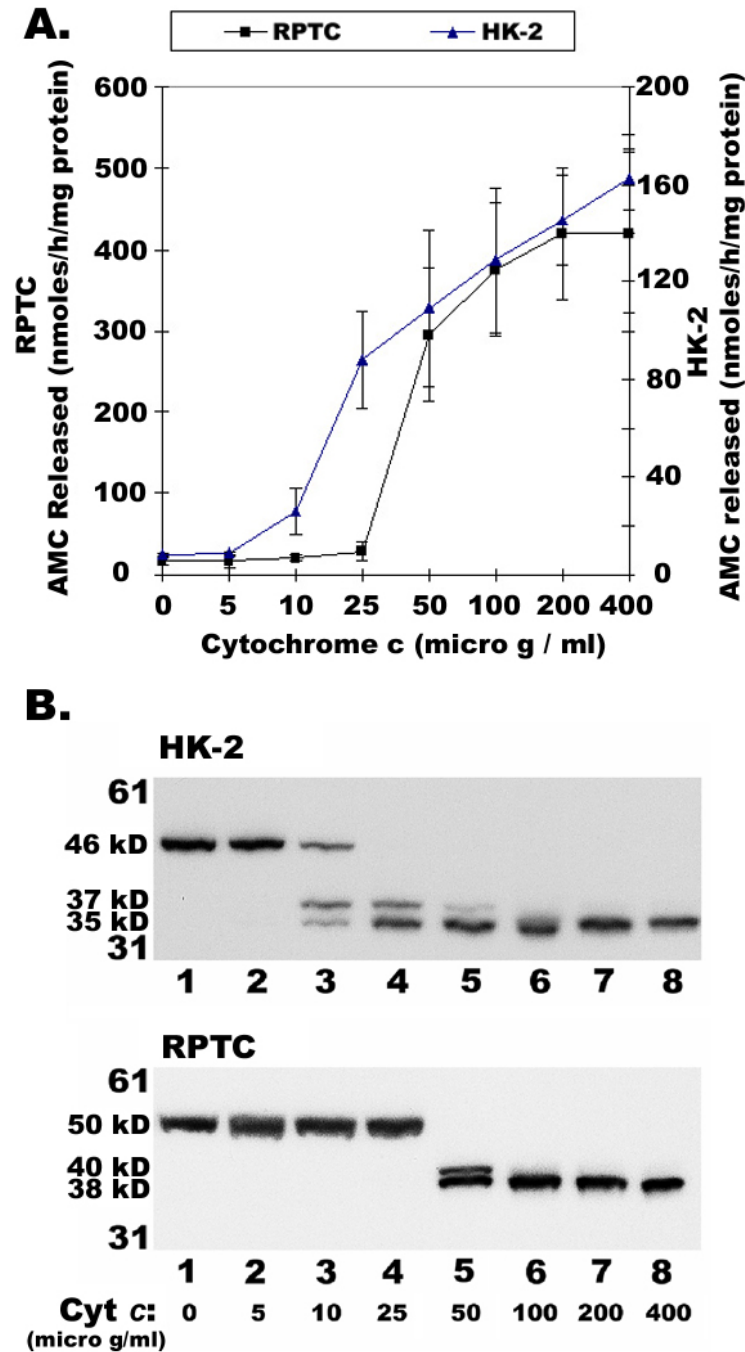 A.
RPTC HK-2
600
500
400
300
200
100
0
RPTC
AMC Released (nmoles/h/mg protein)
200
160
120
80
40
0
HK-2
AMC released (nmoles/h/mg protein)
0 5 10 25 50 100 200 400
Cytochrome c (micro g / ml)
B.
HK-2
61
46 kD
37 kD
35 kD
31
1 2 3 4 5 6 7 8
RPTC
61
50 kD
40 kD
38 kD
31
1 2 3 4 5 6 7 8
Cyt c: 0 5 10 25 50 100 200 400
(micro g/ml)